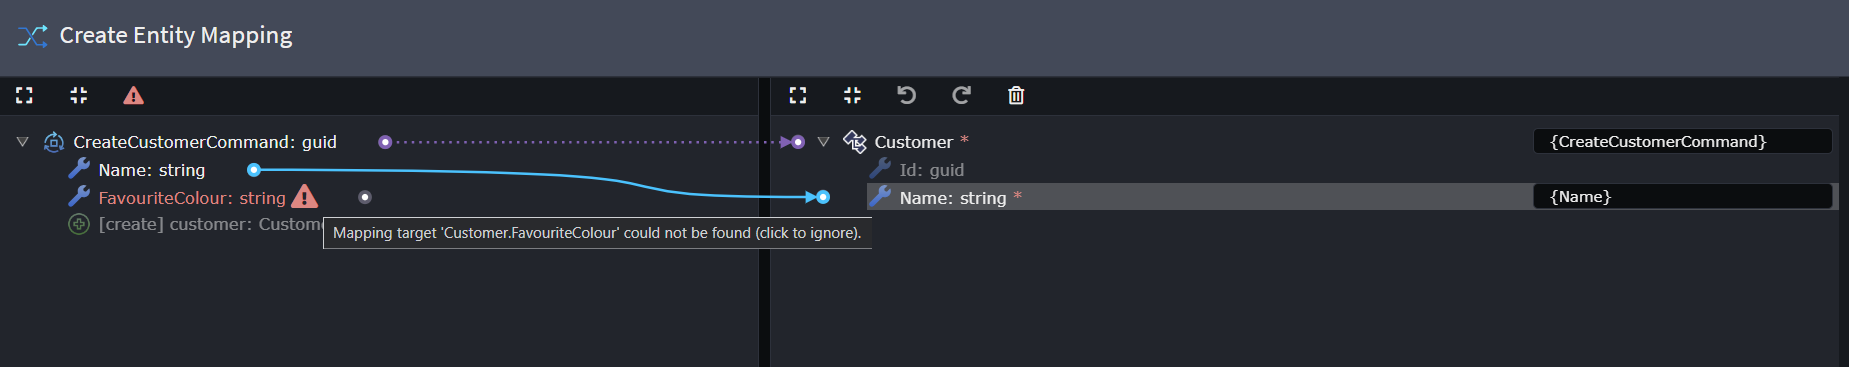 Create Entity Mapping
CreateCustomerCommand: guid
Name: string
FavouriteColour: string
[create] customer: Custome
Mapping target 'Customer.FavouriteColour' could not be found (click to ignore).
Customer *
{CreateCustomerCommand}
Id: guid
Name: string *
{Name}